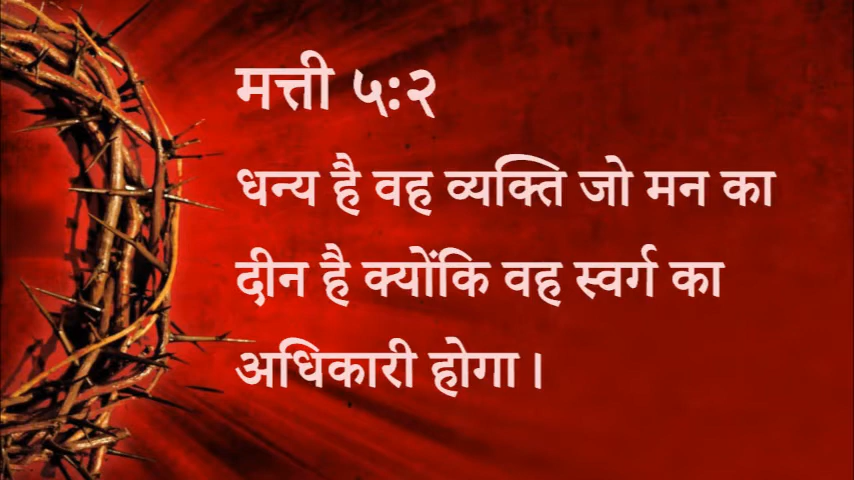 मत्ती ५:२
धन्य है वह व्यक्ति जो मन का
दीन है क्योंकि वह स्वर्ग का
अधिकारी होगा।